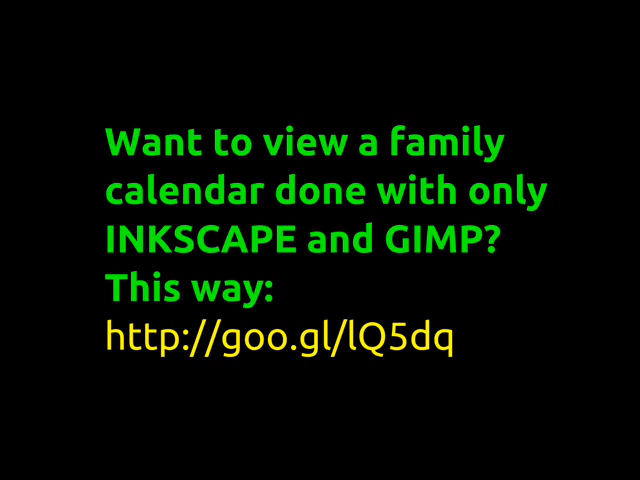 Want to view a family
calendar done with only
INKSCAPE and GIMP?
This way:
http://goo.gl/lQ5dq